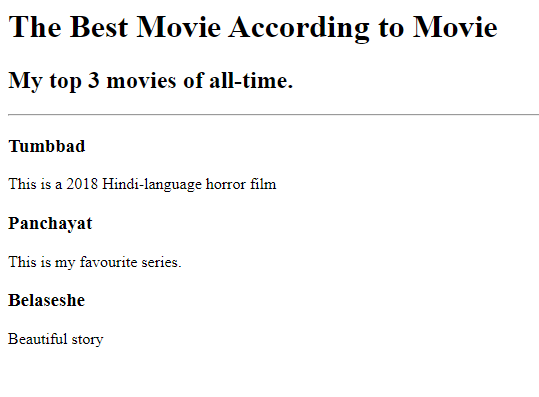 The Best Movie According to Movie
My top 3 movies of all-time.
Tumbbad
This is a 2018 Hindi-language horror film
Panchayat
This is my favourite series.
Belaseshe
Beautiful story